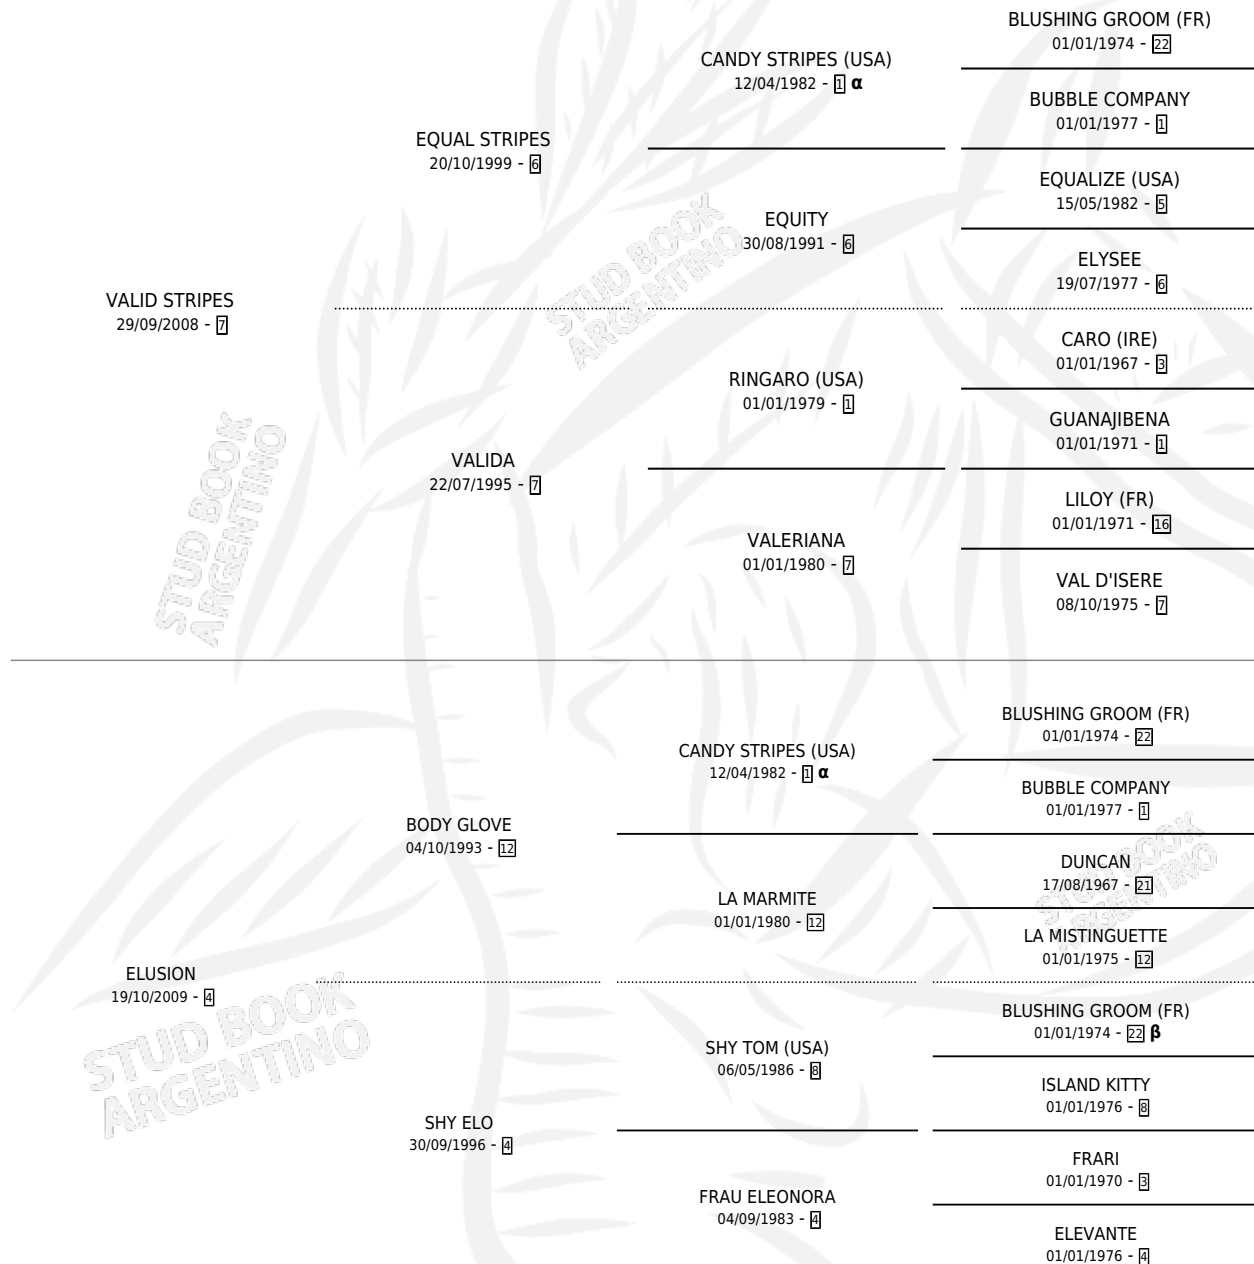 BLUSHING GROOM (FR)
01/01/1974 - 22
CANDY STRIPES (USA)
12/04/1982 - 1 α
BUBBLE COMPANY
01/01/1977 - 1
EQUAL STRIPES
20/10/1999 - 6
EQUALIZE (USA)
15/05/1982 - 5
EQUITY
30/08/1991 - 6
ELYSEE
19/07/1977 - 6
VALID STRIPES
29/09/2008 - 7
CARO (IRE)
01/01/1967 - 3
RINGARO (USA)
01/01/1979 - 1
GUANAJIBENA
01/01/1971 - 1
VALIDA
22/07/1995 - 7
LILOY (FR)
01/01/1971 - 16
VALERIANA
01/01/1980 - 7
VAL D'ISERE
08/10/1975 - 7
BLUSHING GROOM (FR)
01/01/1974 - 22
CANDY STRIPES (USA)
12/04/1982 - 1 α
BUBBLE COMPANY
01/01/1977 - 1
BODY GLOVE
04/10/1993 - 12
DUNCAN
17/08/1967 - 21
LA MARMITE
01/01/1980 - 12
LA MISTINGUETTE
01/01/1975 - 12
ELUSION
19/10/2009 - 4
BLUSHING GROOM (FR)
01/01/1974 - 22 β
SHY TOM (USA)
06/05/1986 - 8
ISLAND KITTY
01/01/1976 - 8
SHY ELO
30/09/1996 - 4
FRARI
01/01/1970 - 3
FRAU ELEONORA
04/09/1983 - 4
ELEVANTE
01/01/1976 - 4
STUD BOOK
ARGENTINO
STUD BOOK
ARGENTINO
STUD BOOK
ARGENTINO
STUD BOOK
ARGENTINO